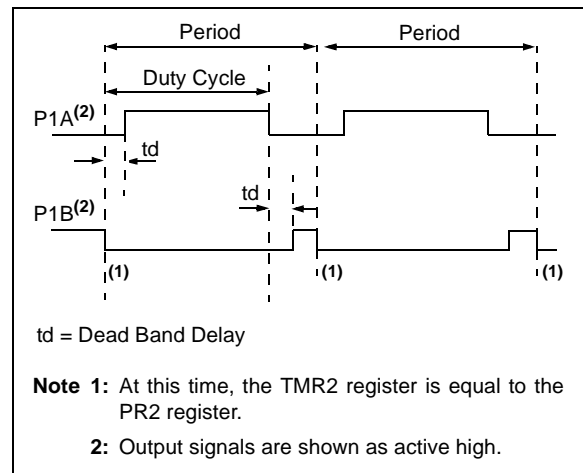 Period Period
Duty Cycle
P1A(2)
td
td
P1B(2)
(1) (1) (1)
td = Dead Band Delay
Note 1: At this time, the TMR2 register is equal to the
PR2 register.
2: Output signals are shown as active high.